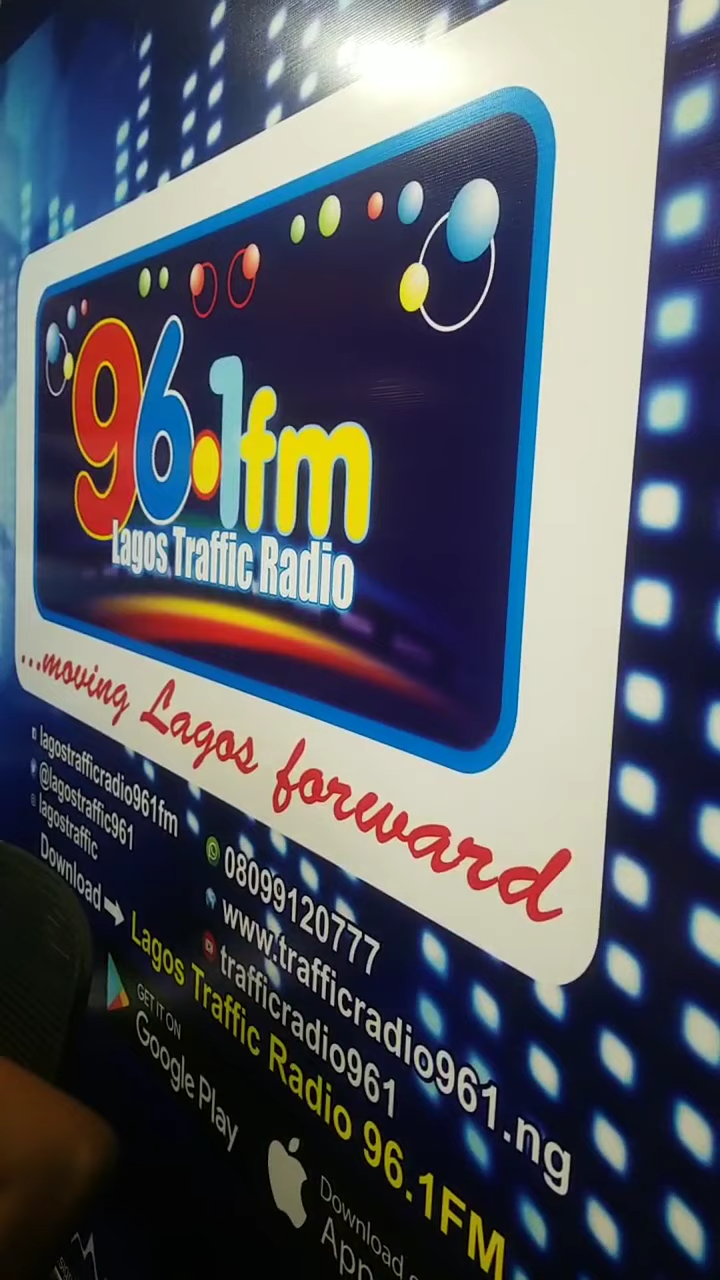 96.1fm
Lagos Traffic Radio
...moving Lagos forward
lagostrafficradio961fm
@lagostraffic961
lagostraffic
08099120777
www.trafficradio961.ng
trafficradio961
Download
Lagos Traffic Radio 96.1FM
GET IT ON
Google Play
Download
App